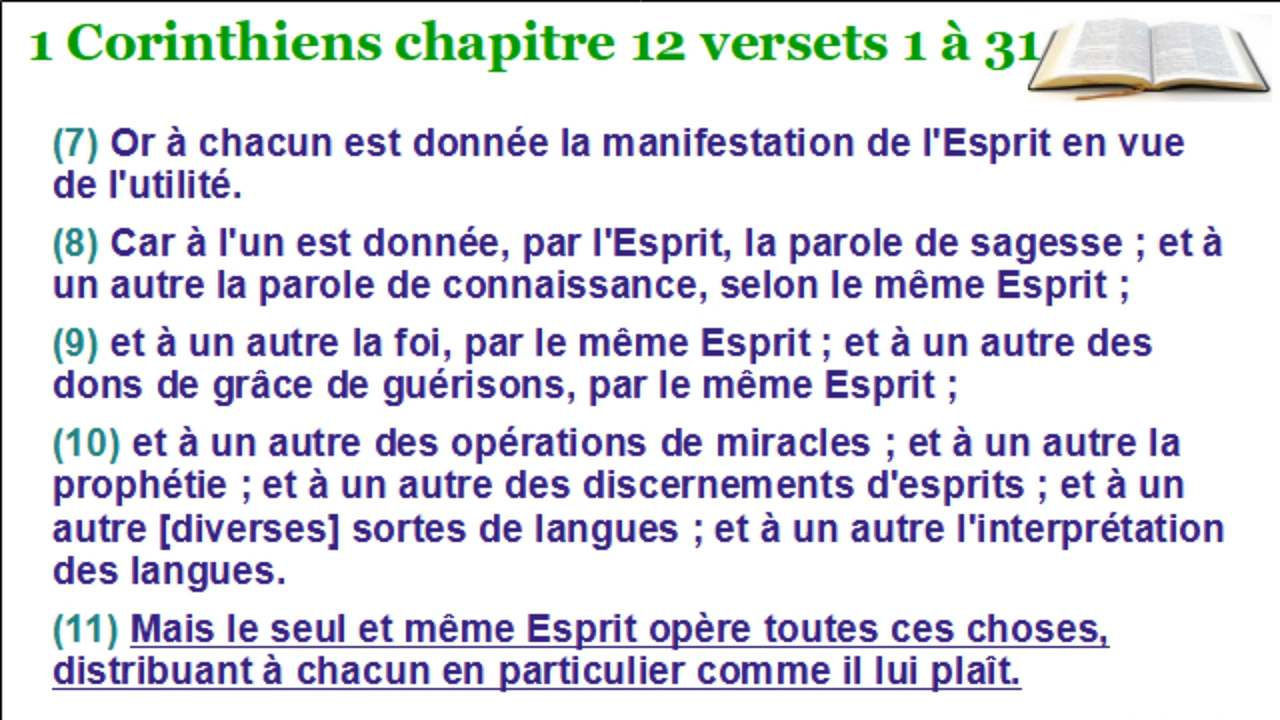 1 Corinthiens chapitre 12 versets 1 à 31
(7) Or à chacun est donnée la manifestation de l'Esprit en vue
de l'utilité.
(8) Car à l'un est donnée, par l'Esprit, la parole de sagesse ; et à
un autre la parole de connaissance, selon le même Esprit ;
(9) et à un autre la foi, par le même Esprit ; et à un autre des
dons de grâce de guérisons, par le même Esprit ;
(10) et à un autre des opérations de miracles ; et à un autre la
prophétie ; et à un autre des discernements d'esprits ; et à un
autre [diverses] sortes de langues ; et à un autre l'interprétation
des langues.
(11) Mais le seul et même Esprit opère toutes ces choses,
distribuant à chacun en particulier comme il lui plaît.